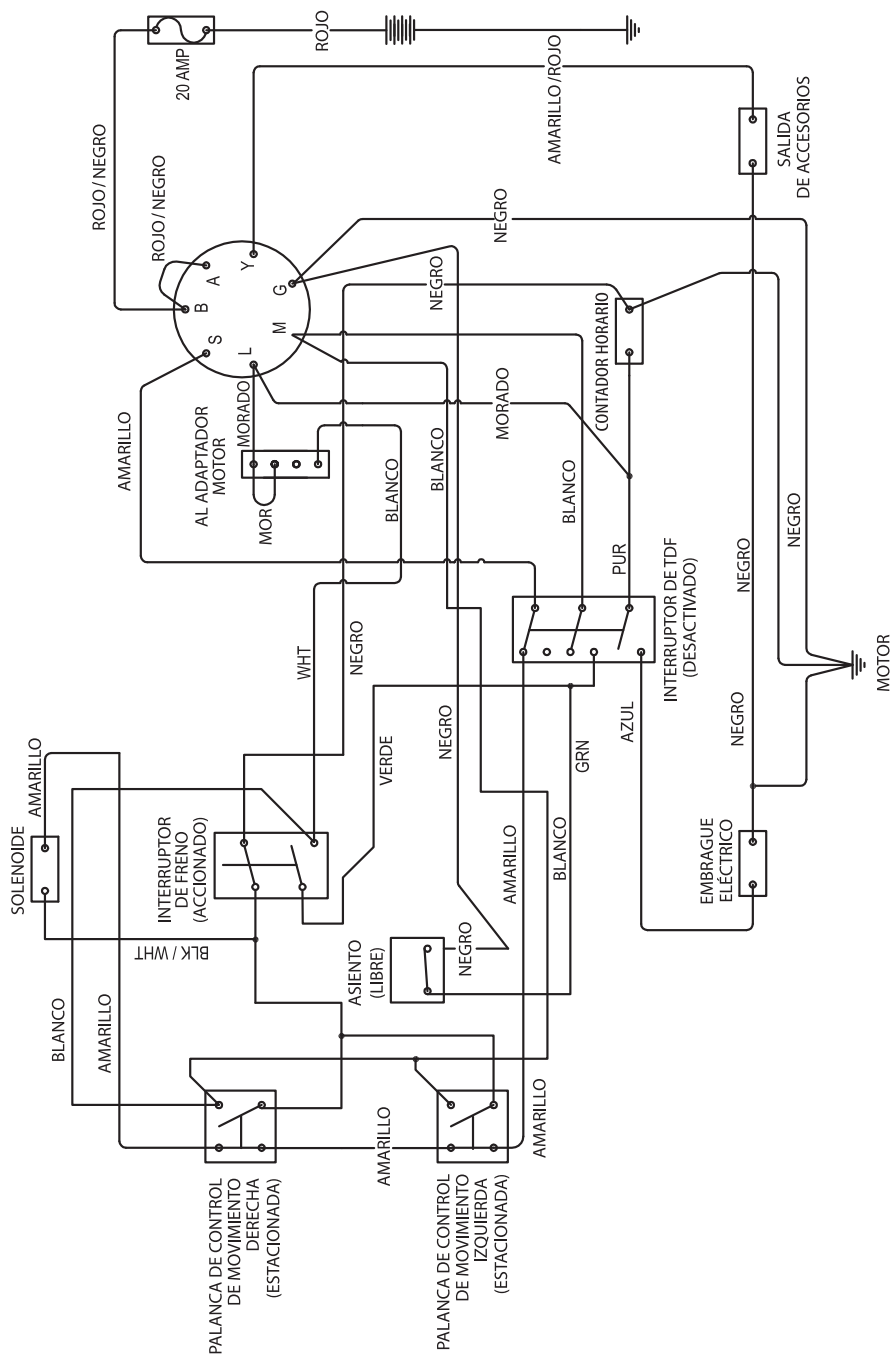 PALANCA DE CONTROL
DE MOVIMIENTO
DERECHA
(ESTACIONADA)
PALANCA DE CONTROL
DE MOVIMIENTO
IZQUIERDA
(ESTACIONADA)
BLANCO
AMARILLO
AMARILLO
AMARILLO
SOLENOIDE
AMARILLO
BLK / WHT
INTERRUPTOR
DE FRENO
(ACCIONADO)
ASIENTO
(LIBRE)
NEGRO
AMARILLO
BLANCO
EMBRAGUE
ELÉCTRICO
WHT
NEGRO
VERDE
NEGRO
GRN
AZUL
INTERRUPTOR DE TDF
(DESACTIVADO)
MOTOR
NEGRO
NEGRO
NEGRO
PUR
AMARILLO
AL ADAPTADOR
MOTOR
MOR
MORADO
BLANCO
BLANCO
MORADO
BLANCO
CONTADOR HORARIO
S
B
A
L
Y
M
G
NEGRO
NEGRO
ROJO / NEGRO
ROJO / NEGRO
20 AMP
ROJO
AMARILLO /ROJO
SALIDA
DE ACCESORIOS